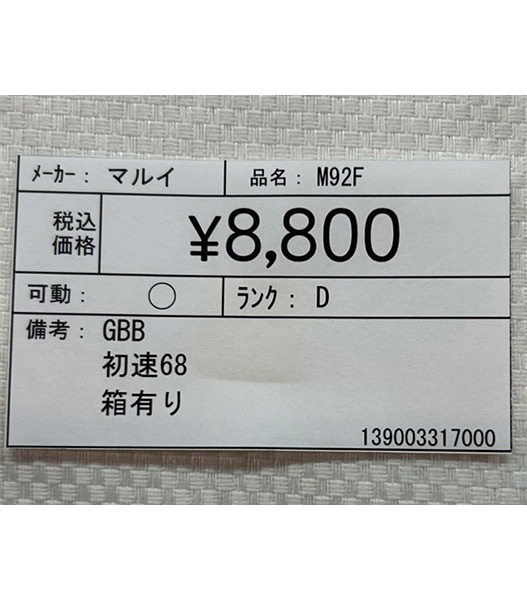 ﾒｰｶｰ： マルイ 品名： M92F
税込
価格 ¥8,800
可動： ○ ﾗﾝｸ： D
備考： GBB
初速68
箱有り
139003317000